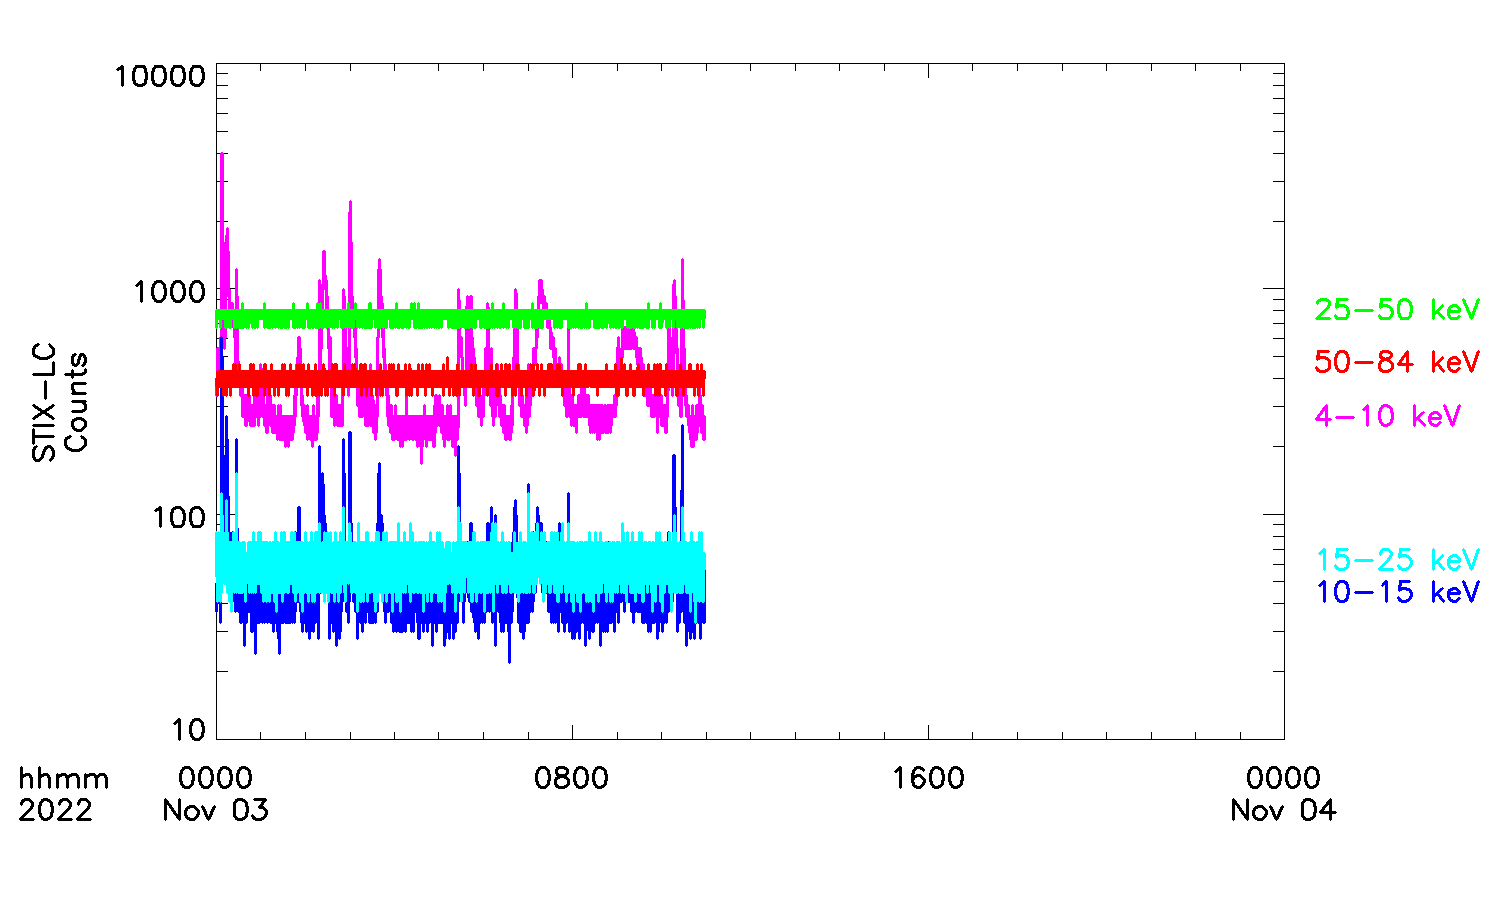 10000
1000
100
10
STIX-LC
Counts
25-50 keV
50-84 keV
4-10 keV
15-25 keV
10-15 keV
hhmm 0000 0800 1600 0000
2022 Nov 03 Nov 04